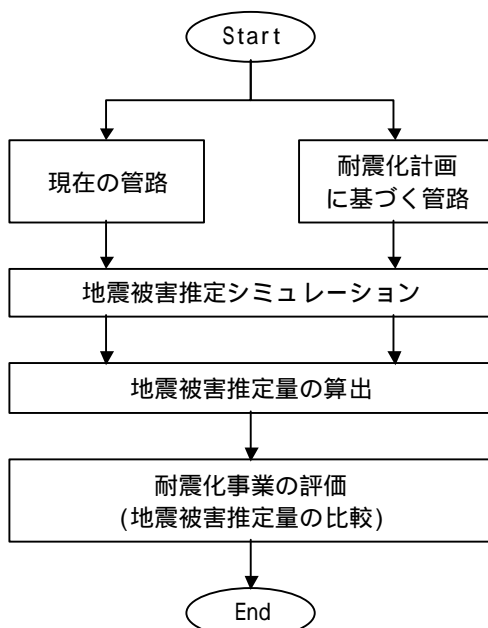 Start
現在の管路
耐震化計画
に基づく管路
地震被害推定シミュレーション
地震被害推定量の算出
耐震化事業の評価
(地震被害推定量の比較)
End